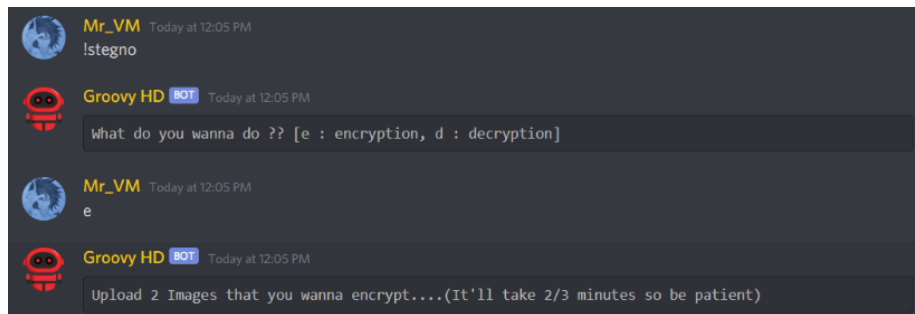 Mr_VM Today at 12:05 PM
!stegno
Groovy HD BOT Today at 12:05 PM
What do you wanna do ?? [e : encryption, d : decryption]
Mr_VM Today at 12:05 PM
e
Groovy HD BOT Today at 12:05 PM
Upload 2 Images that you wanna encrypt....(It'll take 2/3 minutes so be patient)